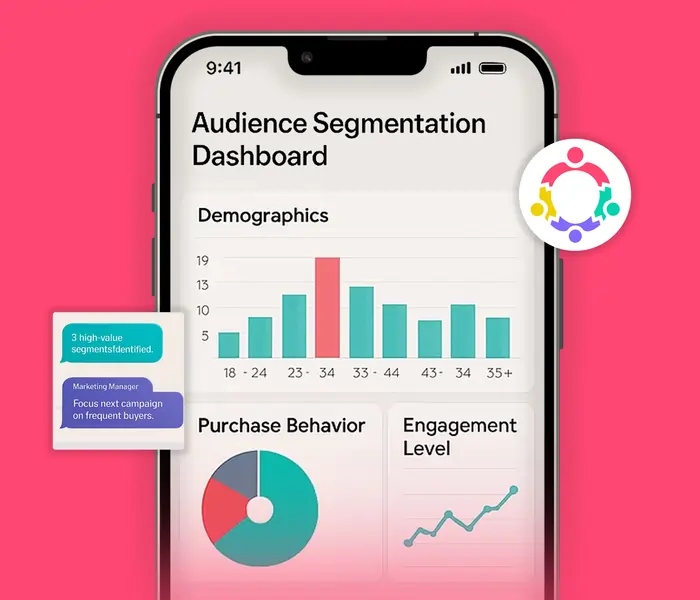 9:41
Audience Segmentation
Dashboard
Demographics
19
13
10
5
18 - 24 23 - 34 33 - 44 43 - 34 35+
3 high-value
segmentsfdentified.
Marketing Manager
Focus next campaign
on frequent buyers.
Purchase Behavior
Engagement
Level